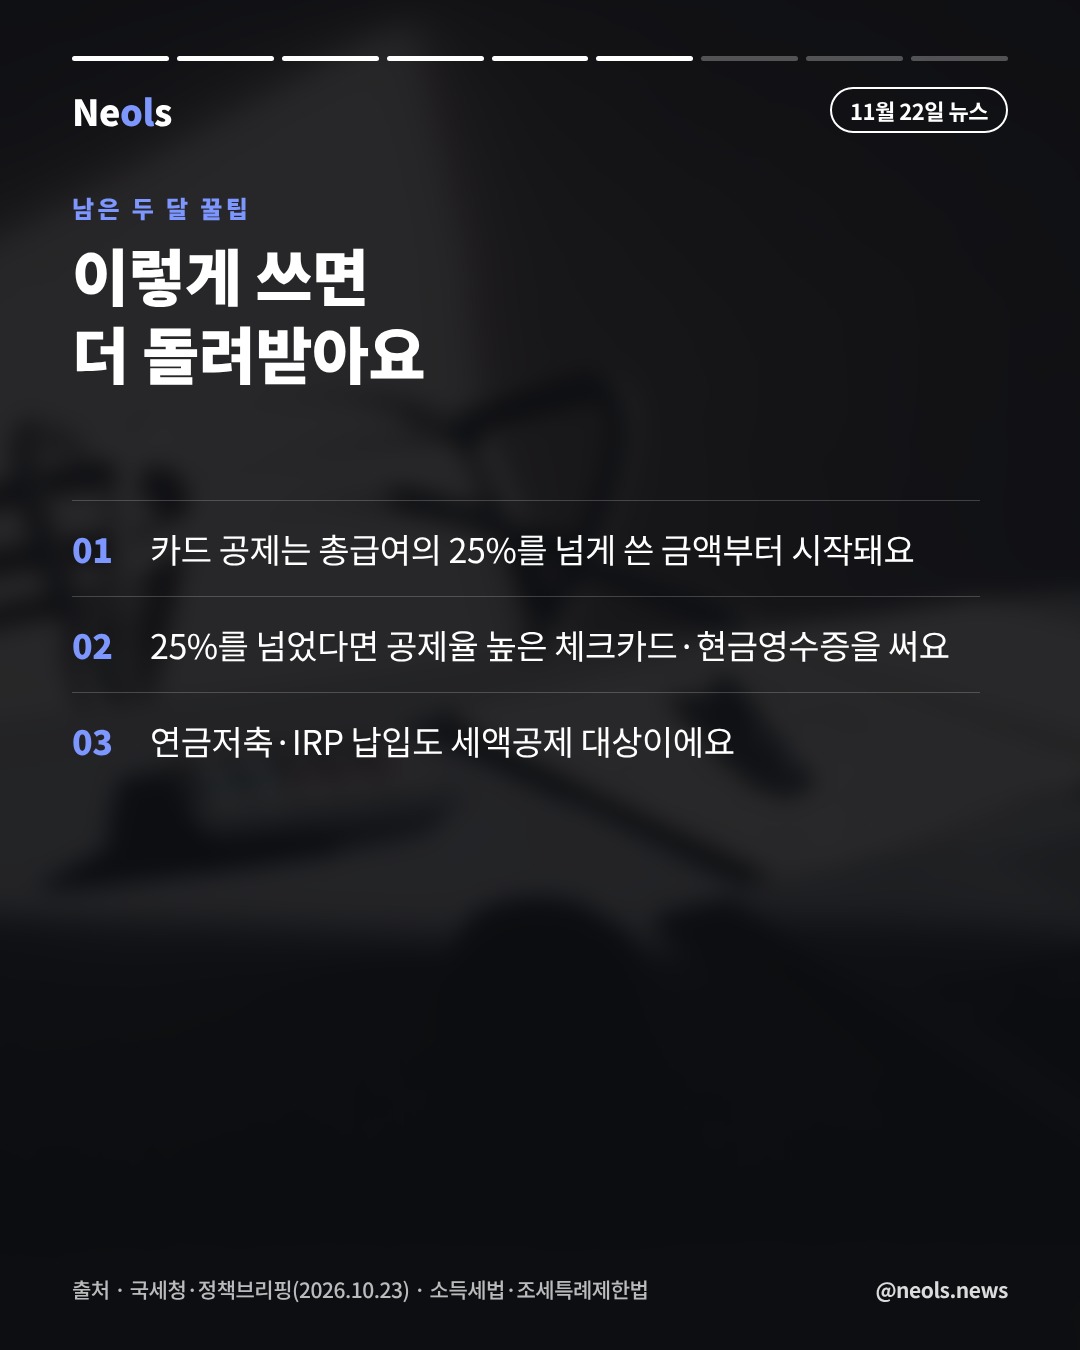 Neols
11월 22일 뉴스
남은 두 달 꿀팁
이렇게 쓰면
더 돌려받아요
01 카드 공제는 총급여의 25%를 넘게 쓴 금액부터 시작돼요
02 25%를 넘었다면 공제율 높은 체크카드·현금영수증을 써요
03 연금저축·IRP 납입도 세액공제 대상이에요
출처 · 국세청·정책브리핑(2026.10.23) · 소득세법·조세특례제한법
@neols.news